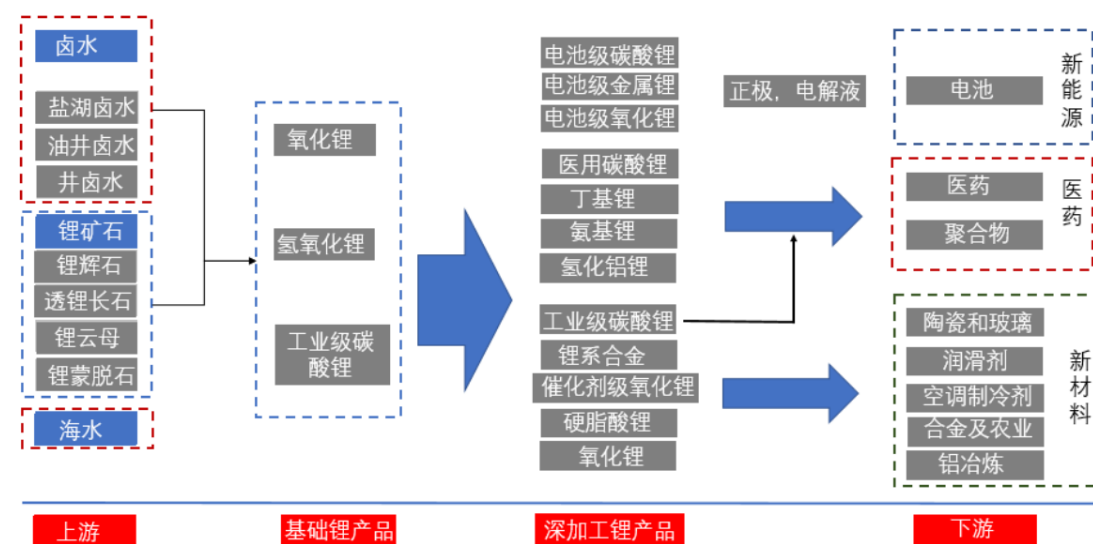 卤水
盐湖卤水
油井卤水
井卤水
锂矿石
锂辉石
透锂长石
锂云母
锂蒙脱石
海水
上游
氧化锂
氢氧化锂
工业级碳
酸锂
基础锂产品
电池级碳酸锂
电池级金属锂
电池级氧化锂
医用碳酸锂
丁基锂
氨基锂
氢化铝锂
工业级碳酸锂
锂系合金
催化剂级氧化锂
硬脂酸锂
氧化锂
深加工锂产品
正极，电解液
电池
新能源
医药
聚合物
医药
陶瓷和玻璃
润滑剂
空调制冷剂
合金及农业
铝冶炼
新材料
下游